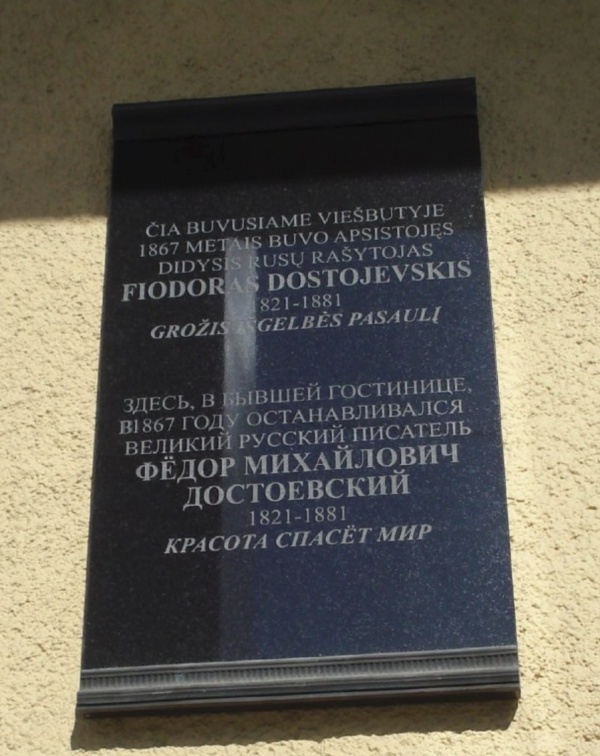 ČIA BUVUSIAME VIEŠBUTYJE
1867 METAIS BUVO APSISTOJĘS
DIDYSIS RUSŲ RAŠYTOJAS
FIODORAS DOSTOJEVSKIS
1821-1881
GROŽIS IŠGELBĖS PASAULĮ
ЗДЕСЬ, В БЫВШЕЙ ГОСТИНИЦЕ,
В1867 ГОДУ ОСТАНАВЛИВАЛСЯ
ВЕЛИКИЙ РУССКИЙ ПИСАТЕЛЬ
ФЁДОР МИХАЙЛОВИЧ
ДОСТОЕВСКИЙ
1821-1881
КРАСОТА СПАСЁТ МИР